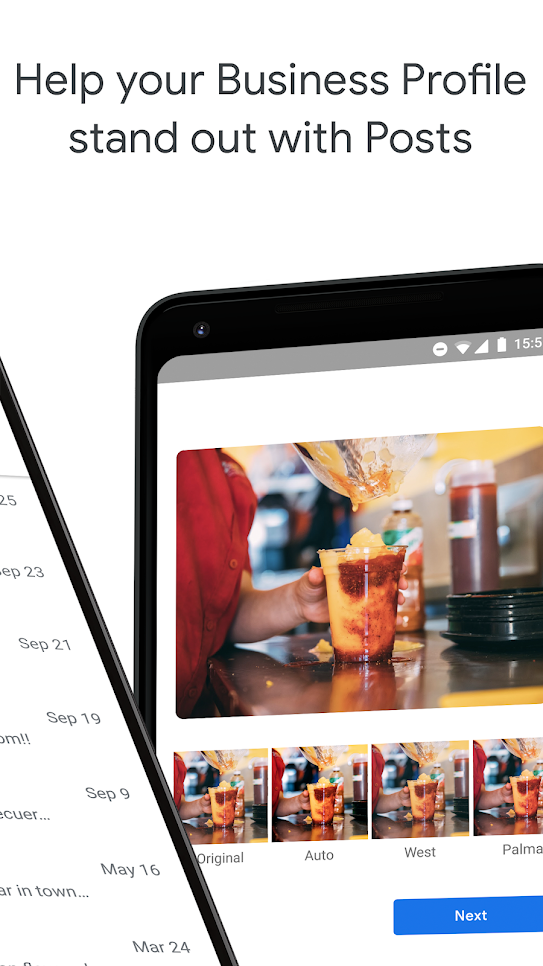 Help your Business Profile
stand out with Posts
15:5
25
Sep 23
Sep 21
Sep 19
om!!
Sep 9
ecuer...
May 16
ar in town...
Mar 24
Original
Auto
West
Palma
Next